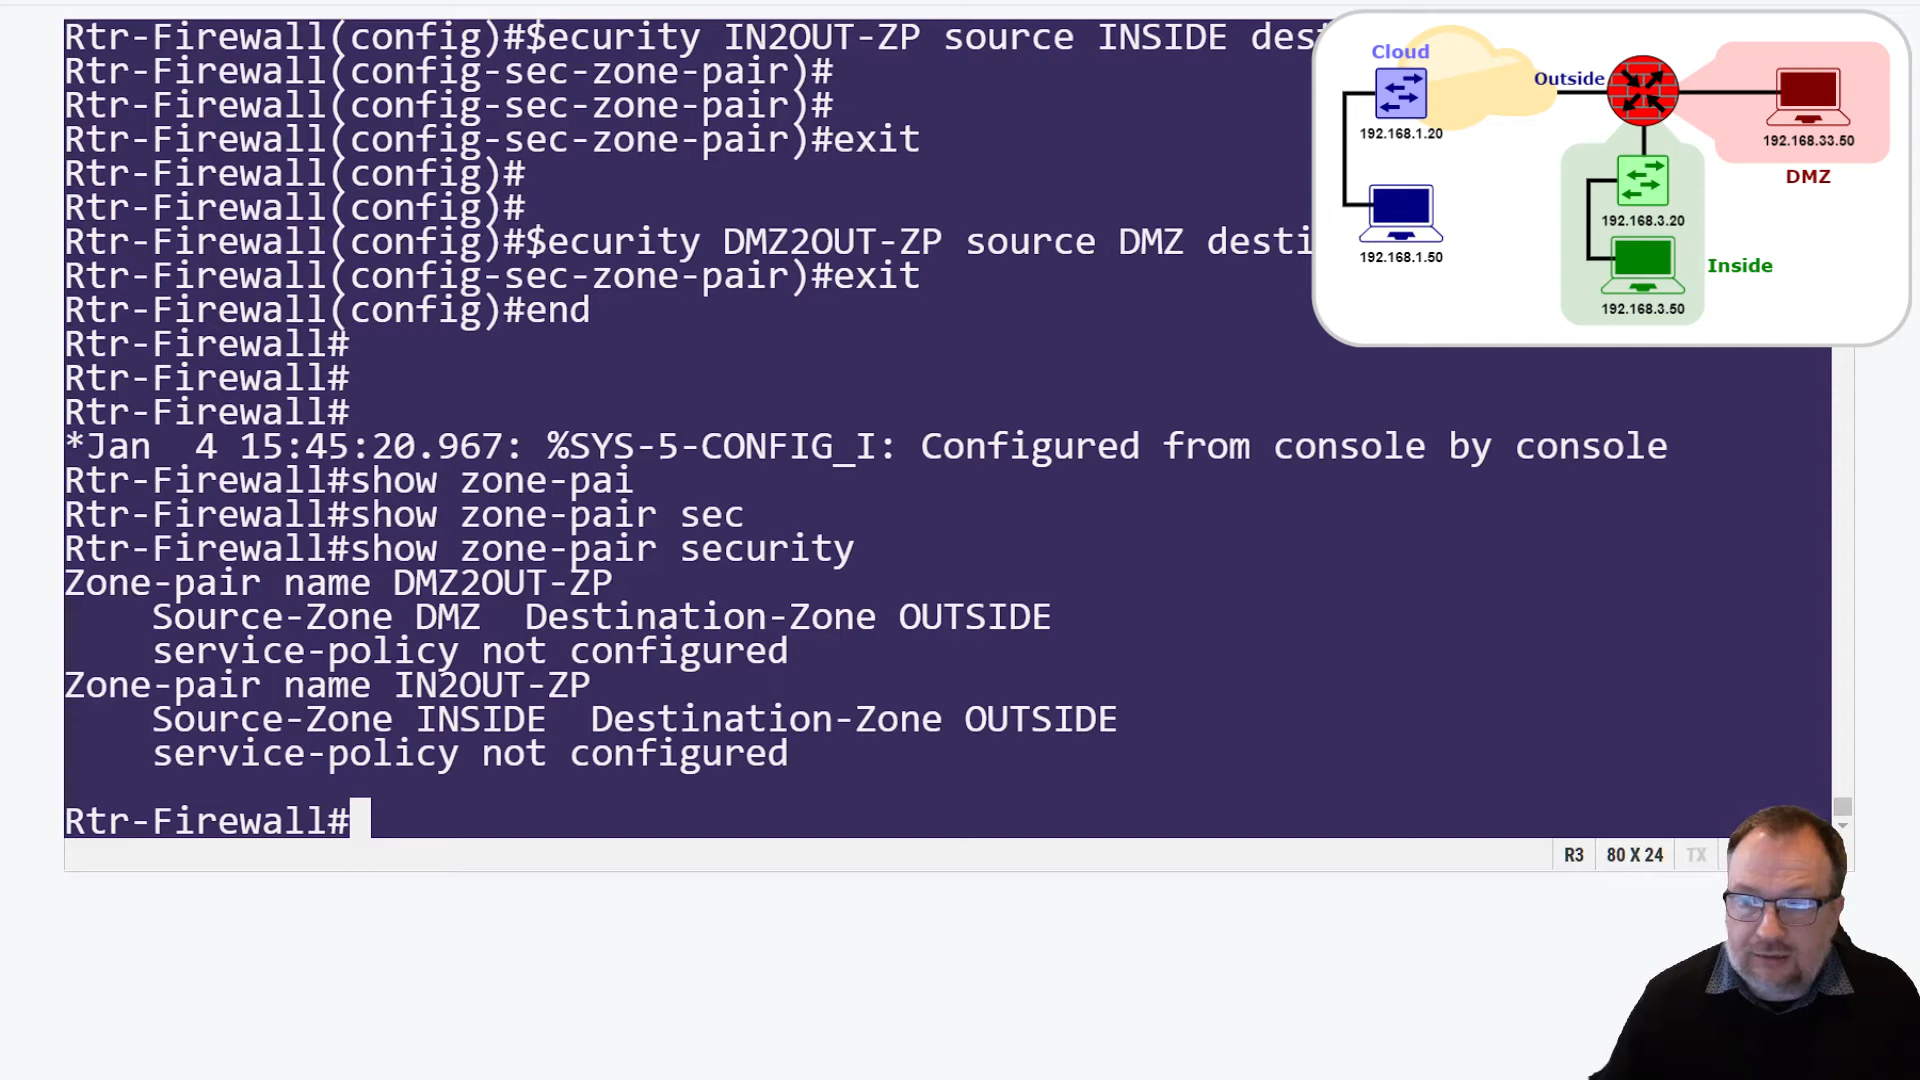 Rtr-Firewall(config)#$ecurity IN2OUT-ZP source INSIDE des
Rtr-Firewall(config-sec-zone-pair)#
Rtr-Firewall(config-sec-zone-pair)#
Rtr-Firewall(config-sec-zone-pair)#exit
Rtr-Firewall(config)#
Rtr-Firewall(config)#
Rtr-Firewall(config)#$ecurity DMZ2OUT-ZP source DMZ desti
Rtr-Firewall(config-sec-zone-pair)#exit
Rtr-Firewall(config)#end
Rtr-Firewall#
Rtr-Firewall#
Rtr-Firewall#
*Jan  4 15:45:20.967: %SYS-5-CONFIG_I: Configured from console by console
Rtr-Firewall#show zone-pai
Rtr-Firewall#show zone-pair sec
Rtr-Firewall#show zone-pair security
Zone-pair name DMZ2OUT-ZP
    Source-Zone DMZ  Destination-Zone OUTSIDE
    service-policy not configured
Zone-pair name IN2OUT-ZP
    Source-Zone INSIDE  Destination-Zone OUTSIDE
    service-policy not configured
Rtr-Firewall#
R3 80 X 24 TX
Cloud
192.168.1.20
192.168.1.50
Outside
192.168.33.50
DMZ
192.168.3.20
Inside
192.168.3.50